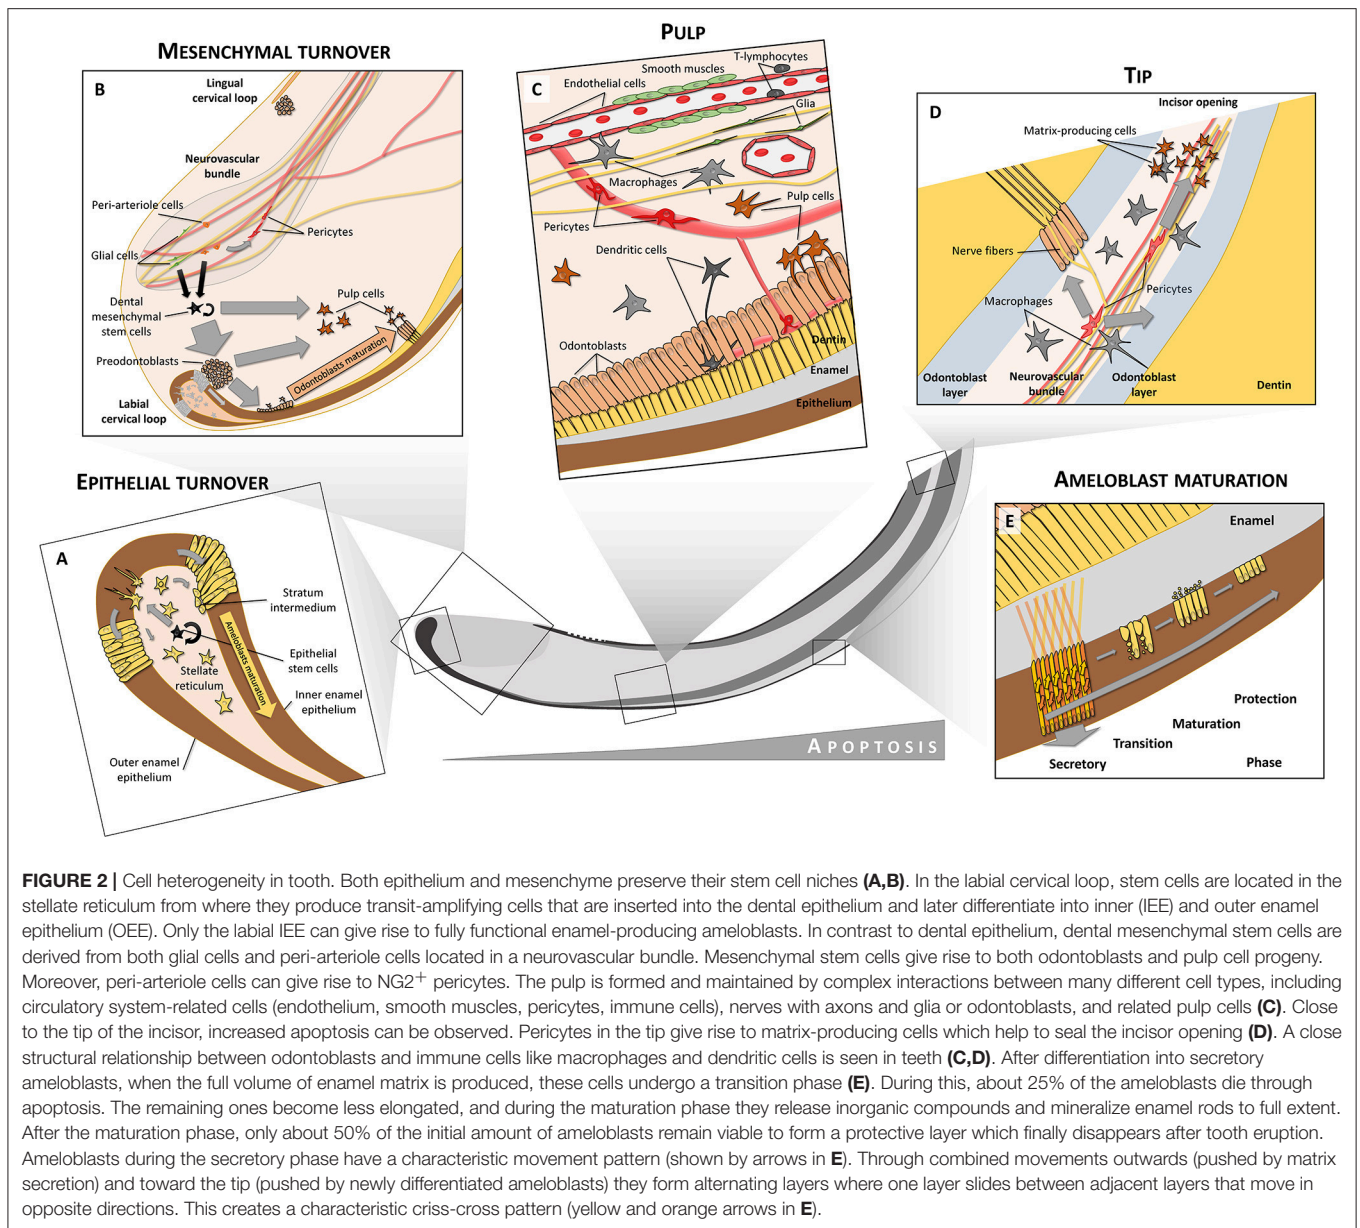 MESENCHYMAL TURNOVER
B
Lingual
cervical loop
Neurovascular
bundle
Peri-arteriole cells
Glial cells
Pericytes
Dental
mesenchymal
stem cells
Pulp cells
Preodontoblasts
Odontoblasts maturation
Labial
cervical loop
PULP
C
Smooth muscles
T-lymphocytes
Endothelial cells
Glia
Macrophages
Pulp cells
Pericytes
Dendritic cells
Odontoblasts
Dentin
Enamel
Epithelium
TIP
D
Incisor opening
Matrix-producing cells
Nerve fibers
Macrophages
Pericytes
Odontoblast
layer
Neurovascular
bundle
Odontoblast
layer
Dentin
EPITHELIAL TURNOVER
A
Stratum
intermedium
Ameloblasts maturation
Epithelial
stem cells
Stellate
reticulum
Inner enamel
epithelium
Outer enamel
epithelium
APOPTOSIS
AMELOBLAST MATURATION
E
Enamel
Protection
Maturation
Transition
Secretory
Phase
FIGURE 2 | Cell heterogeneity in tooth. Both epithelium and mesenchyme preserve their stem cell niches (A,B). In the labial cervical loop, stem cells are located in the
stellate reticulum from where they produce transit-amplifying cells that are inserted into the dental epithelium and later differentiate into inner (IEE) and outer enamel
epithelium (OEE). Only the labial IEE can give rise to fully functional enamel-producing ameloblasts. In contrast to dental epithelium, dental mesenchymal stem cells are
derived from both glial cells and peri-arteriole cells located in a neurovascular bundle. Mesenchymal stem cells give rise to both odontoblasts and pulp cell progeny.
Moreover, peri-arteriole cells can give rise to NG2+ pericytes. The pulp is formed and maintained by complex interactions between many different cell types, including
circulatory system-related cells (endothelium, smooth muscles, pericytes, immune cells), nerves with axons and glia or odontoblasts, and related pulp cells (C). Close
to the tip of the incisor, increased apoptosis can be observed. Pericytes in the tip give rise to matrix-producing cells which help to seal the incisor opening (D). A close
structural relationship between odontoblasts and immune cells like macrophages and dendritic cells is seen in teeth (C,D). After differentiation into secretory
ameloblasts, when the full volume of enamel matrix is produced, these cells undergo a transition phase (E). During this, about 25% of the ameloblasts die through
apoptosis. The remaining ones become less elongated, and during the maturation phase they release inorganic compounds and mineralize enamel rods to full extent.
After the maturation phase, only about 50% of the initial amount of ameloblasts remain viable to form a protective layer which finally disappears after tooth eruption.
Ameloblasts during the secretory phase have a characteristic movement pattern (shown by arrows in E). Through combined movements outwards (pushed by matrix
secretion) and toward the tip (pushed by newly differentiated ameloblasts) they form alternating layers where one layer slides between adjacent layers that move in
opposite directions. This creates a characteristic criss-cross pattern (yellow and orange arrows in E).